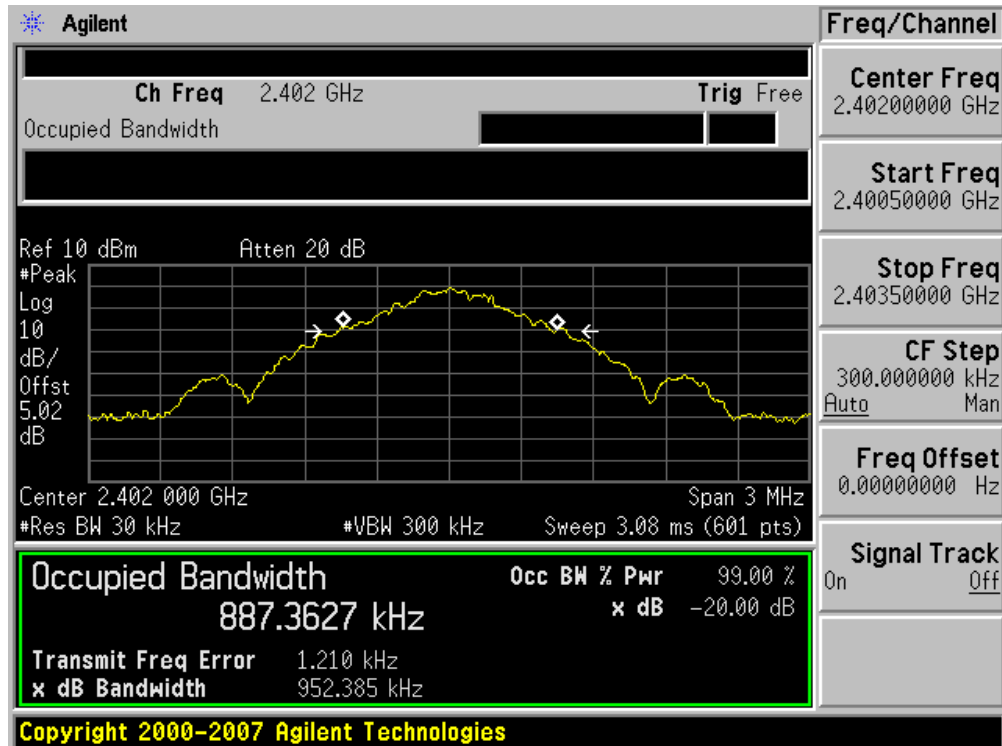 Agilent
Freq/Channel
Ch Freq 2.402 GHz Trig Free
Occupied Bandwidth
Center Freq
2.40200000 GHz
Start Freq
2.40050000 GHz
Stop Freq
2.40350000 GHz
CF Step
300.000000 kHz
Auto Man
Freq Offset
0.00000000 Hz
Signal Track
On Off
Ref 10 dBm Atten 20 dB
#Peak
Log
10
dB/
Offst
5.02
dB
Center 2.402 000 GHz Span 3 MHz
#Res BW 30 kHz #VBW 300 kHz Sweep 3.08 ms (601 pts)
Occupied Bandwidth
887.3627 kHz
Occ BW % Pwr 99.00 %
x dB -20.00 dB
Transmit Freq Error 1.210 kHz
x dB Bandwidth 952.385 kHz
Copyright 2000-2007 Agilent Technologies